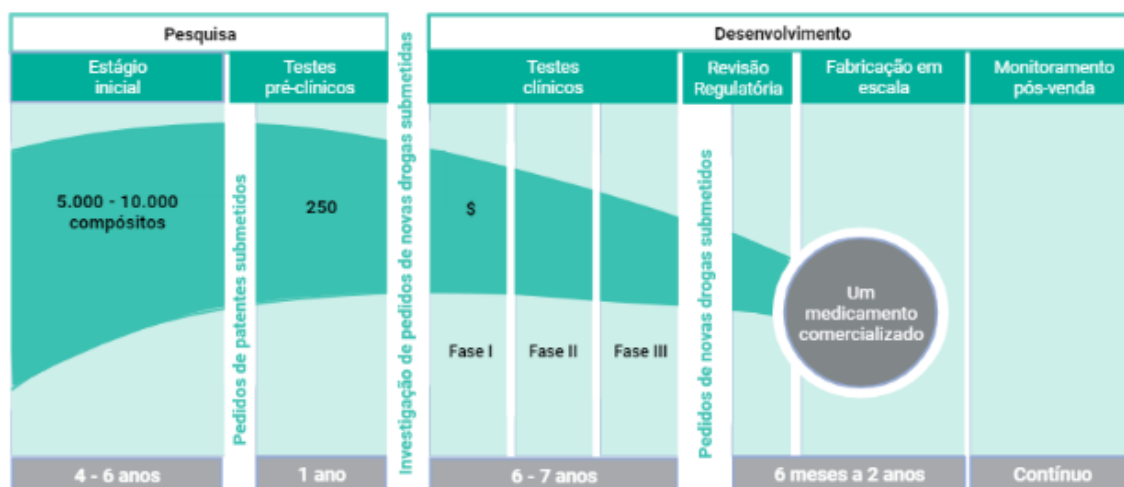 Pesquisa
Desenvolvimento
Estágio
inicial
Testes
pré-clínicos
Testes
clínicos
Revisão
Regulatória
Fabricação em
escala
Monitoramento
pós-venda
5.000 - 10.000
compósitos
Pedidos de patentes submetidos
250
Investigação de pedidos de novas drogas submetidas
$
Fase I
Fase II
Fase III
Pedidos de novas drogas submetidos
Um
medicamento
comercializado
4 - 6 anos
1 ano
6 - 7 anos
6 meses a 2 anos
Contínuo